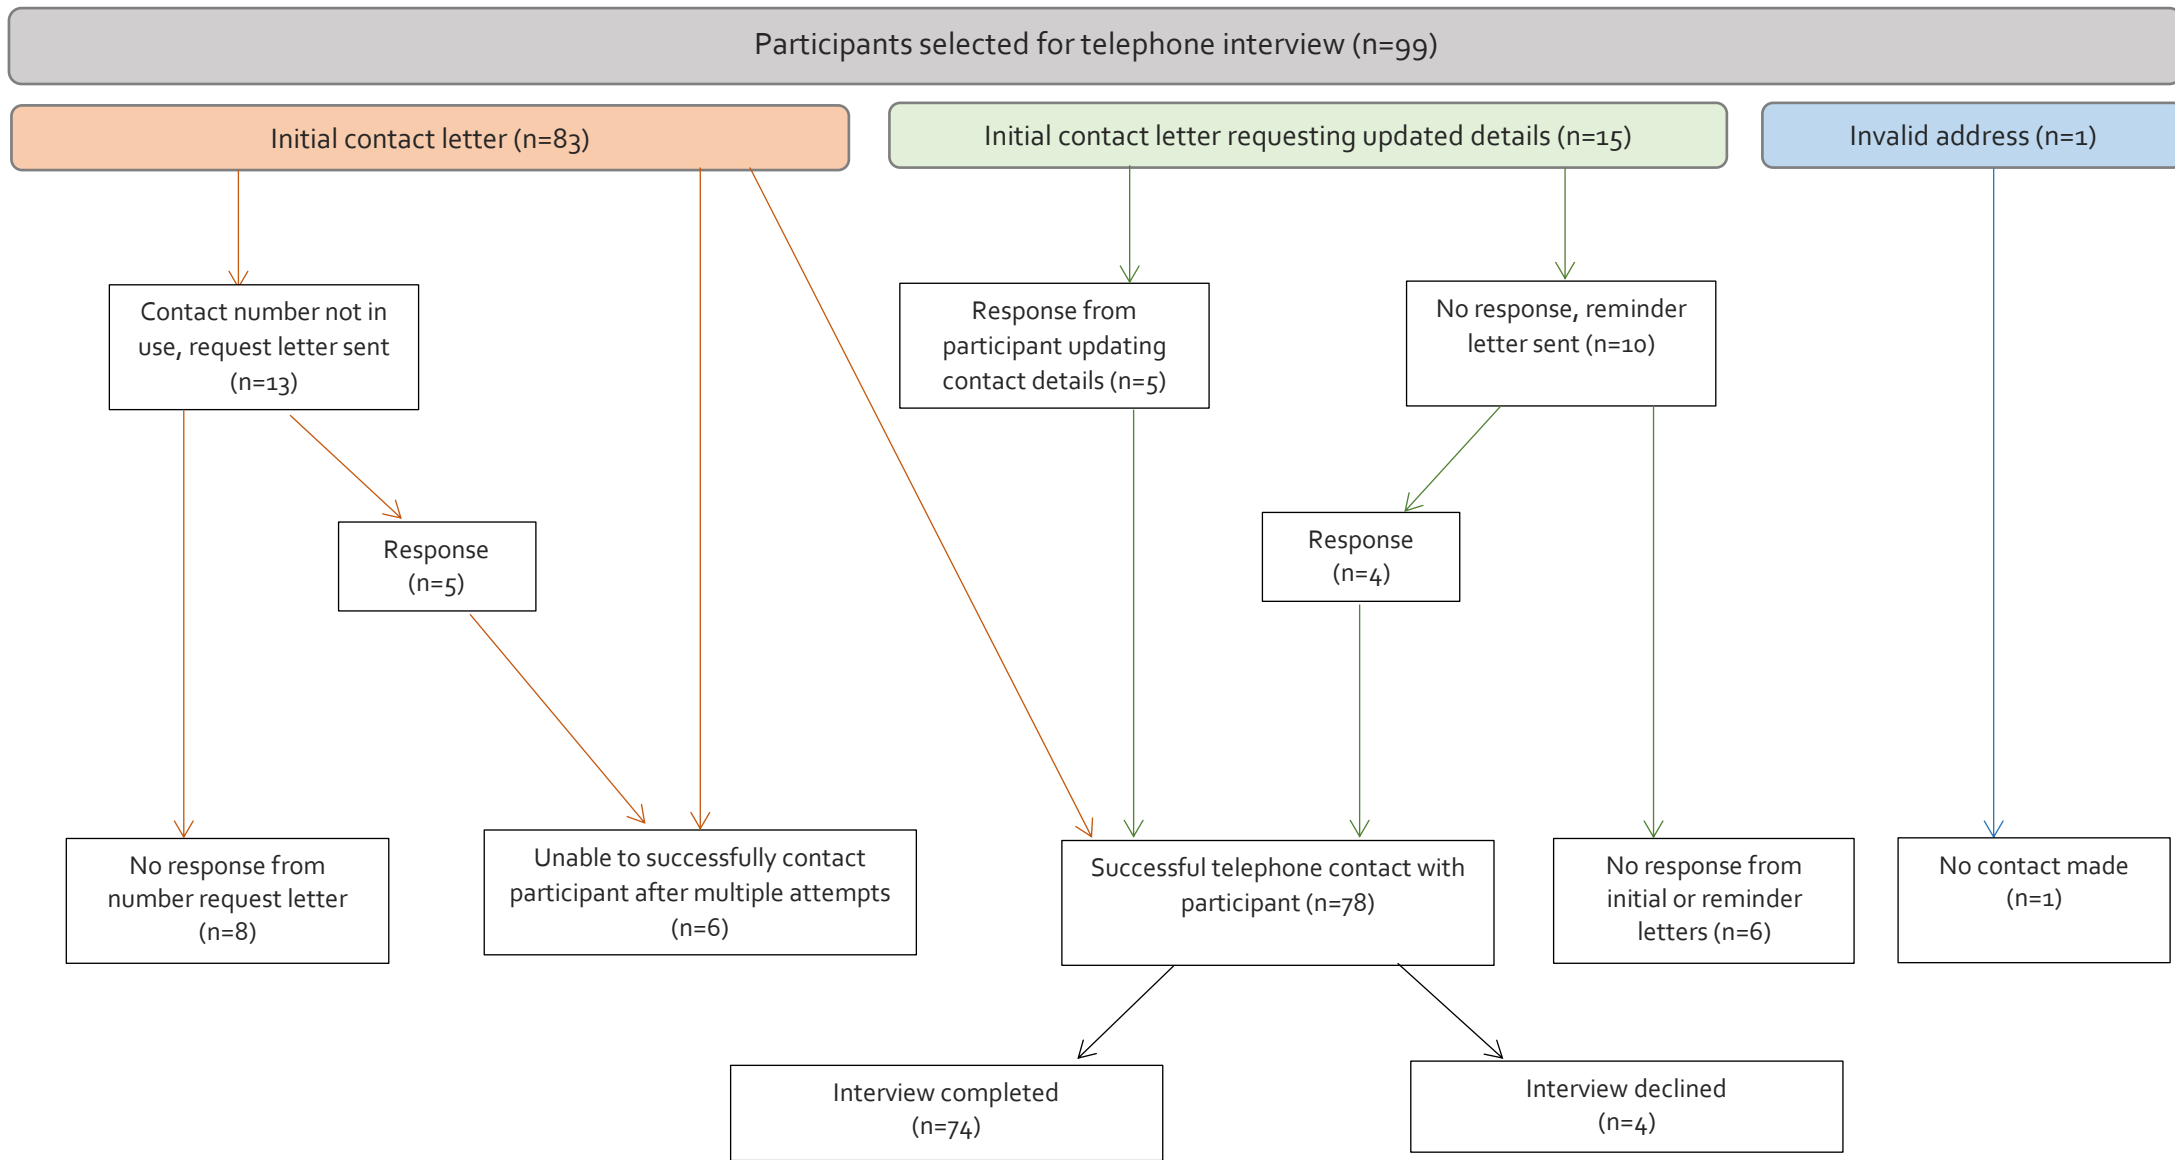 Participants selected for telephone interview (n=99)
Initial contact letter (n=83)
Initial contact letter requesting updated details (n=15)
Invalid address (n=1)
Contact number not in
use, request letter sent
(n=13)
Response from
participant updating
contact details (n=5)
No response, reminder
letter sent (n=10)
Response
(n=5)
Response
(n=4)
No response from
number request letter
(n=8)
Unable to successfully contact
participant after multiple attempts
(n=6)
Successful telephone contact with
participant (n=78)
No response from
initial or reminder
letters (n=6)
No contact made
(n=1)
Interview completed
(n=74)
Interview declined
(n=4)